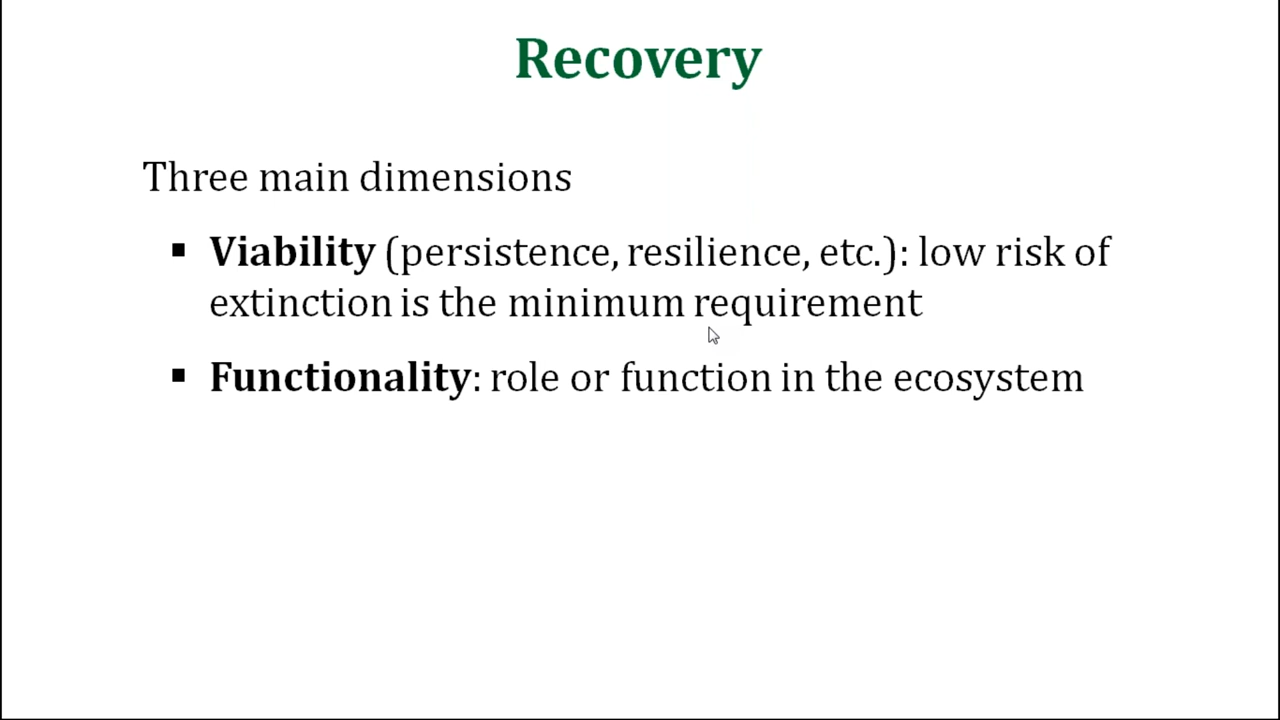 Recovery
Three main dimensions
▪ Viability (persistence, resilience, etc.): low risk of
extinction is the minimum requirement
▪ Functionality: role or function in the ecosystem